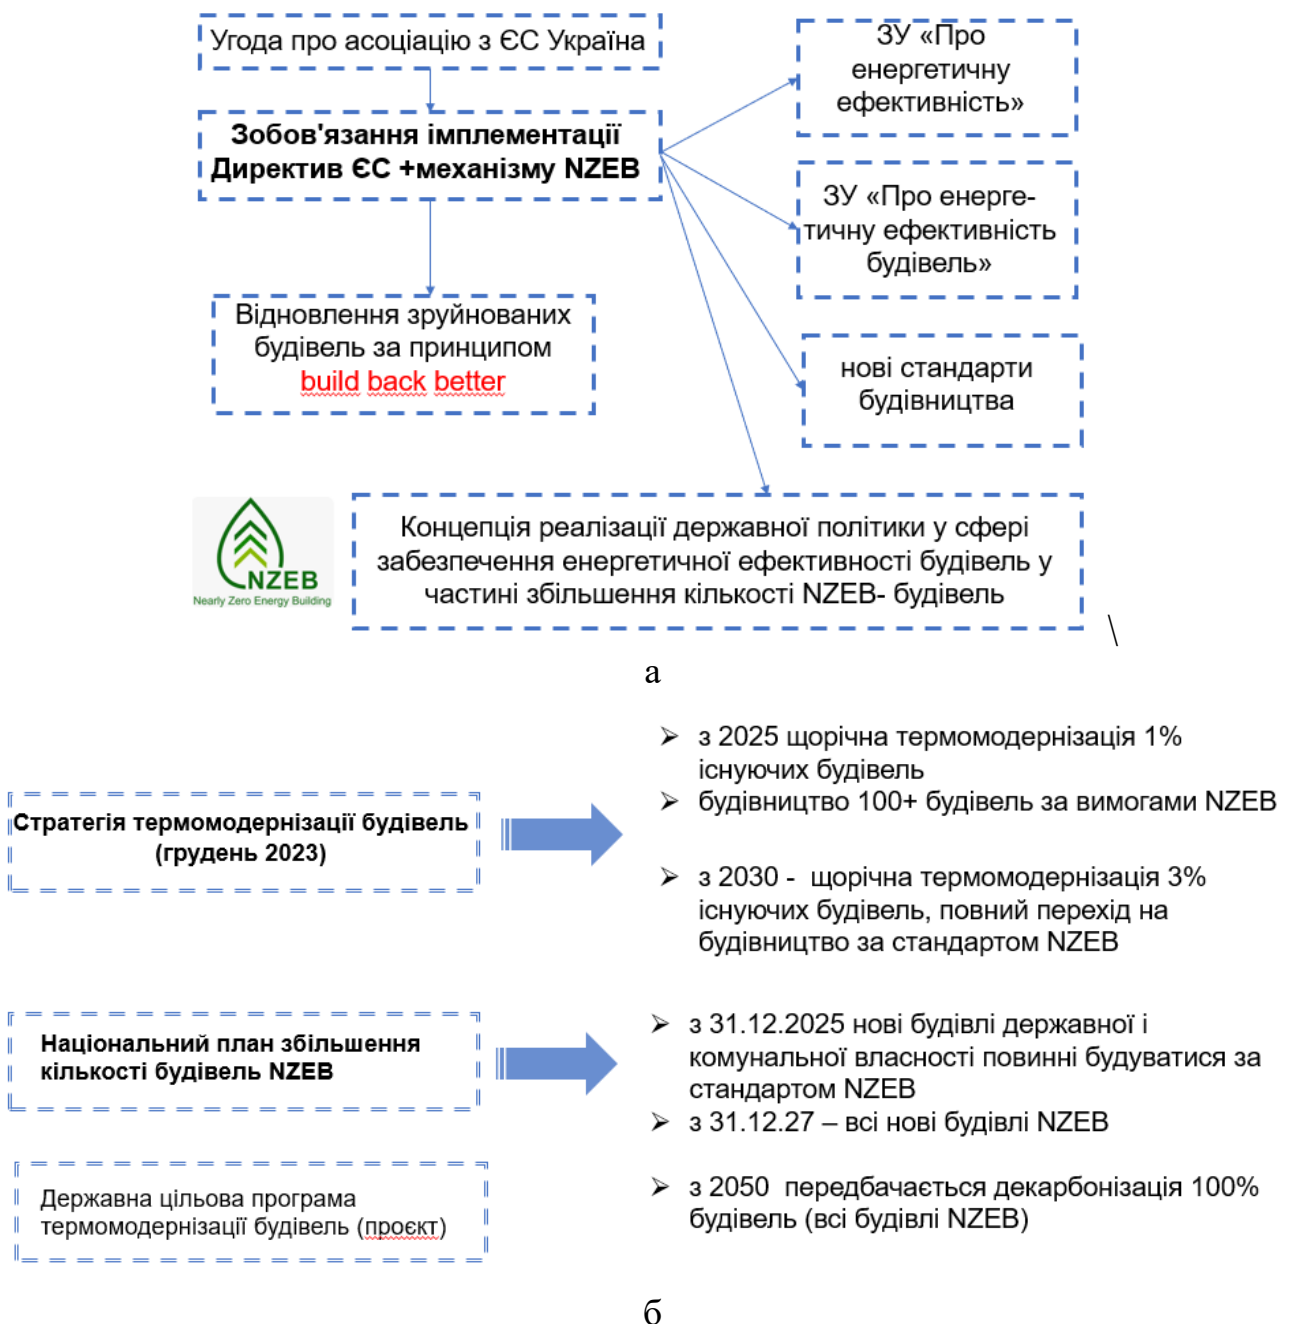 Угода про асоціацію з ЄС Україна
Зобов'язання імплементації
Директив ЄС +механізму NZEB
Відновлення зруйнованих
будівель за принципом
build back better
ЗУ «Про
енергетичну
ефективність»
ЗУ «Про енерге-
тичну ефективність
будівель»
нові стандарти
будівництва
NZEB
Nearly Zero Energy Building
Концепція реалізації державної політики у сфері
забезпечення енергетичної ефективності будівель у
частині збільшення кількості NZEB- будівель
\
а
Стратегія термомодернізації будівель
(грудень 2023)
➢ з 2025 щорічна термомодернізація 1%
існуючих будівель
➢ будівництво 100+ будівель за вимогами NZEB
➢ з 2030 - щорічна термомодернізація 3%
існуючих будівель, повний перехід на
будівництво за стандартом NZEB
Національний план збільшення
кількості будівель NZEB
➢ з 31.12.2025 нові будівлі державної і
комунальної власності повинні будуватися за
стандартом NZEB
➢ з 31.12.27 – всі нові будівлі NZEB
Державна цільова програма
термомодернізації будівель (проєкт)
➢ з 2050 передбачається декарбонізація 100%
будівель (всі будівлі NZEB)
б